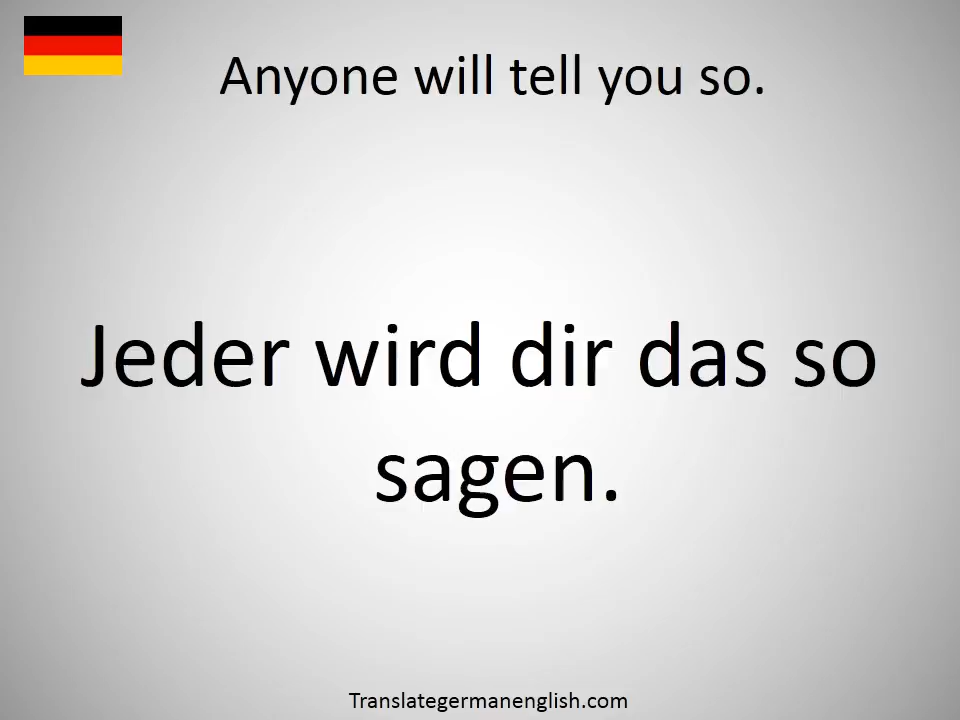 Anyone will tell you so.
Jeder wird dir das so
sagen.
Translategermanenglish.com